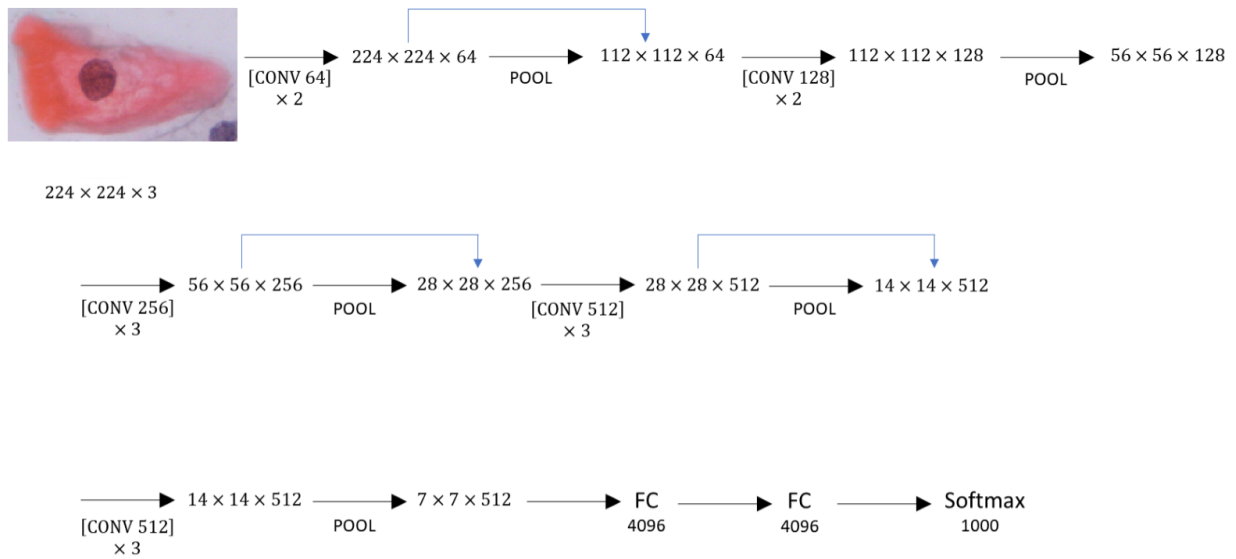 224 × 224 × 64
POOL
112 × 112 × 64
[CONV 64]
× 2
[CONV 128]
× 2
112 × 112 × 128
POOL
56 × 56 × 128
224 × 224 × 3
[CONV 256]
× 3
56 × 56 × 256
POOL
28 × 28 × 256
[CONV 512]
× 3
28 × 28 × 512
POOL
14 × 14 × 512
[CONV 512]
× 3
14 × 14 × 512
POOL
7 × 7 × 512
FC
4096
FC
4096
Softmax
1000